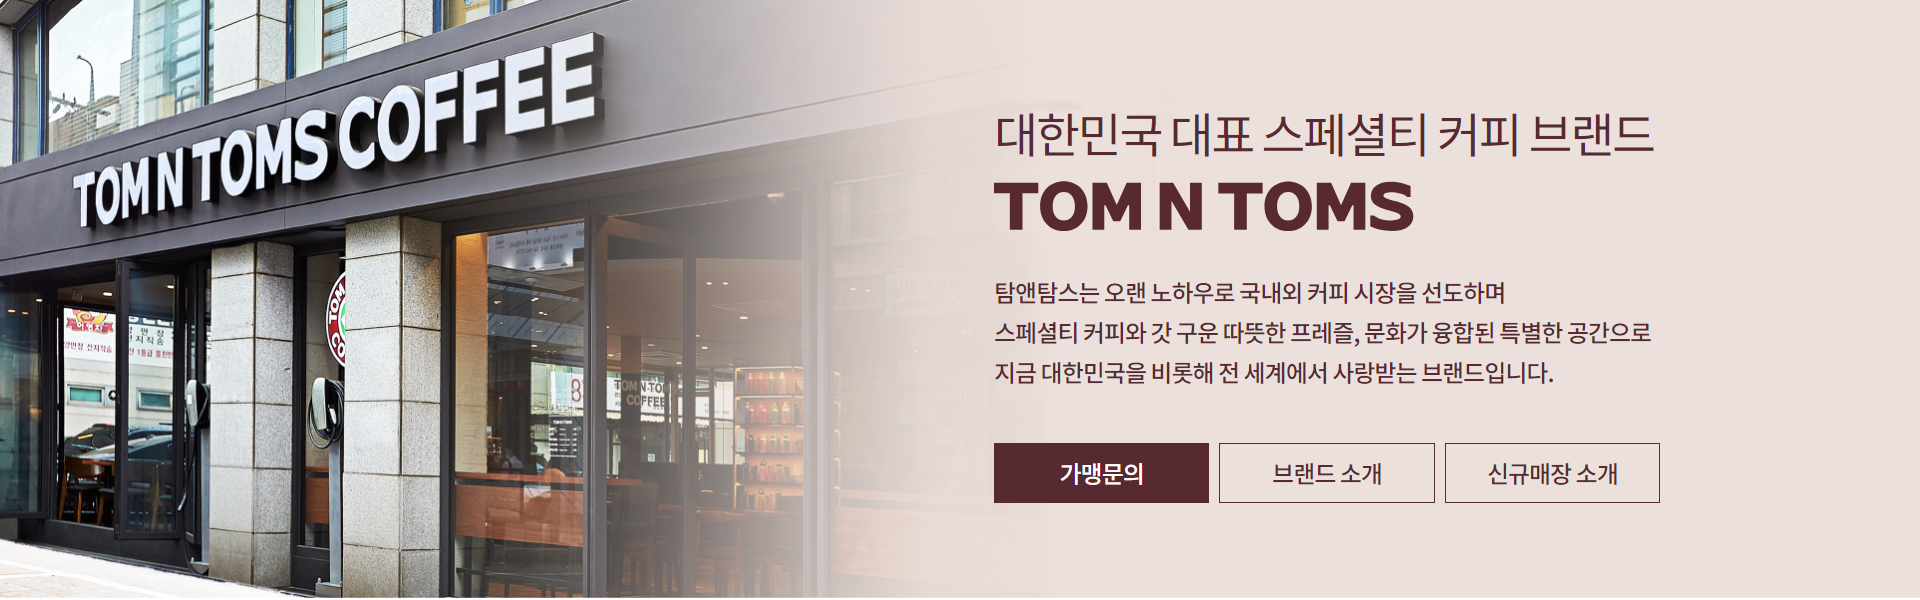 TOM N TOMS COFFEE
대한민국 대표 스페셜티 커피 브랜드
TOM N TOMS
탐앤탐스는 오랜 노하우로 국내외 커피 시장을 선도하며
스페셜티 커피와 갓 구운 따뜻한 프레즐, 문화가 융합된 특별한 공간으로
지금 대한민국을 비롯해 전 세계에서 사랑받는 브랜드입니다.
가맹문의
브랜드 소개
신규매장 소개
TOM N TOMS
COFFEE